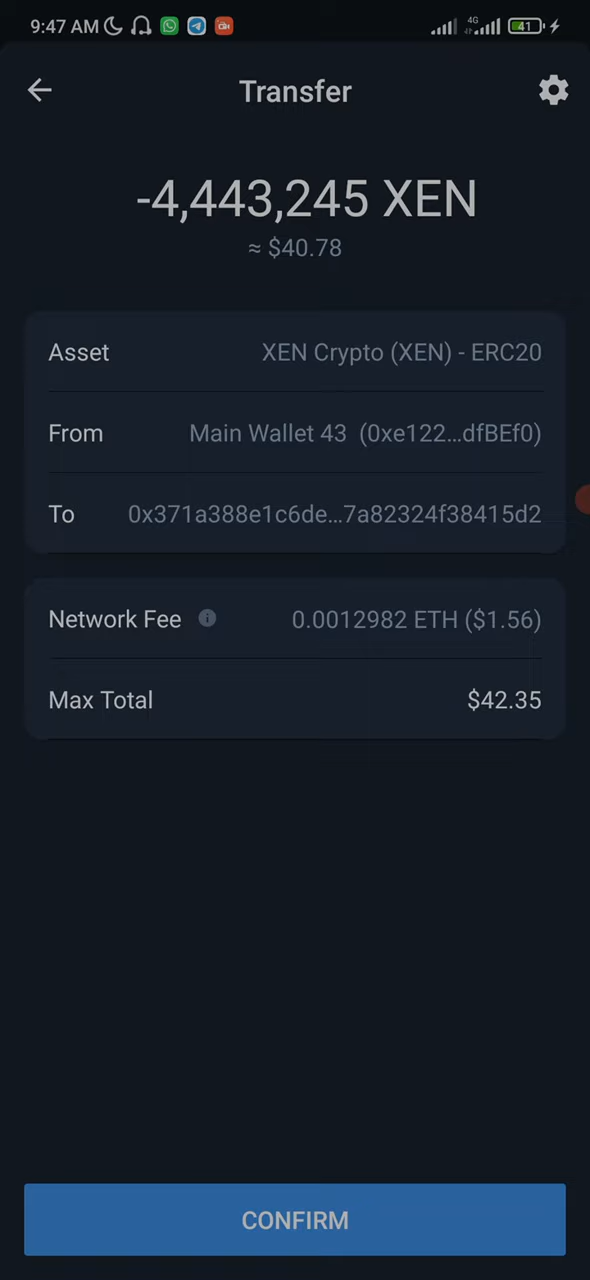 9:47 AM 4G 41
Transfer
-4,443,245 XEN
≈ $40.78
Asset XEN Crypto (XEN) - ERC20
From Main Wallet 43 (0xe122...dfBEf0)
To 0x371a388e1c6de...7a82324f38415d2
Network Fee 0.0012982 ETH ($1.56)
Max Total $42.35
CONFIRM